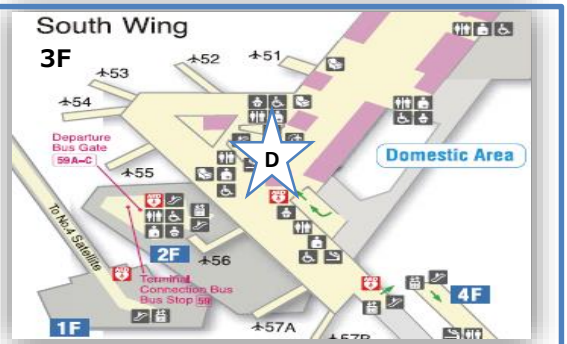 South Wing
3F
52
51
53
54
Departure
Bus Gate
59A-C
55
D
Domestic Area
To No.4 Satellite
2F
56
Terminal
Connection Bus
Bus Stop 59
4F
1F
57A
57B